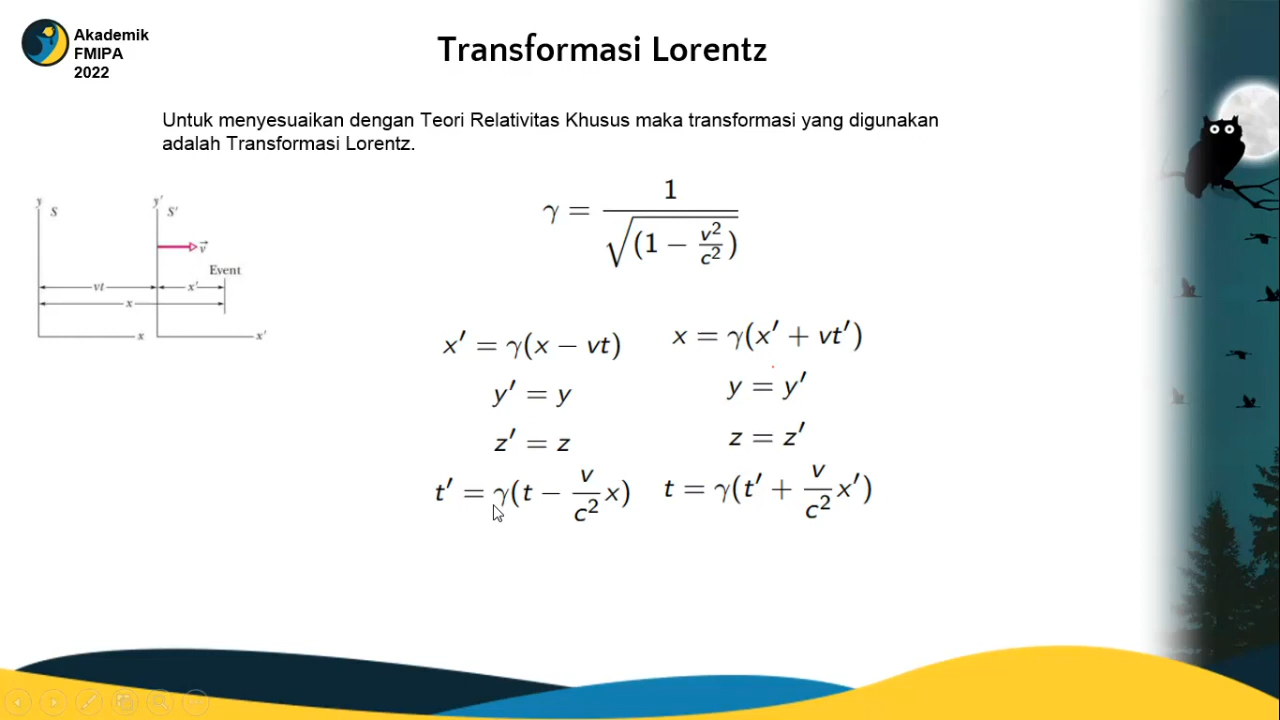 Akademik
FMIPA
2022
Transformasi Lorentz
Untuk menyesuaikan dengan Teori Relativitas Khusus maka transformasi yang digunakan
adalah Transformasi Lorentz.
y
S
y'
S'
v⃗
Event
vt
x'
x
x
x'
γ = 1 / √(1 − v²/c²)
x′ = γ(x − vt)
y′ = y
z′ = z
t′ = γ(t − v/c² x)
x = γ(x′ + vt′)
y = y′
z = z′
t = γ(t′ + v/c² x′)